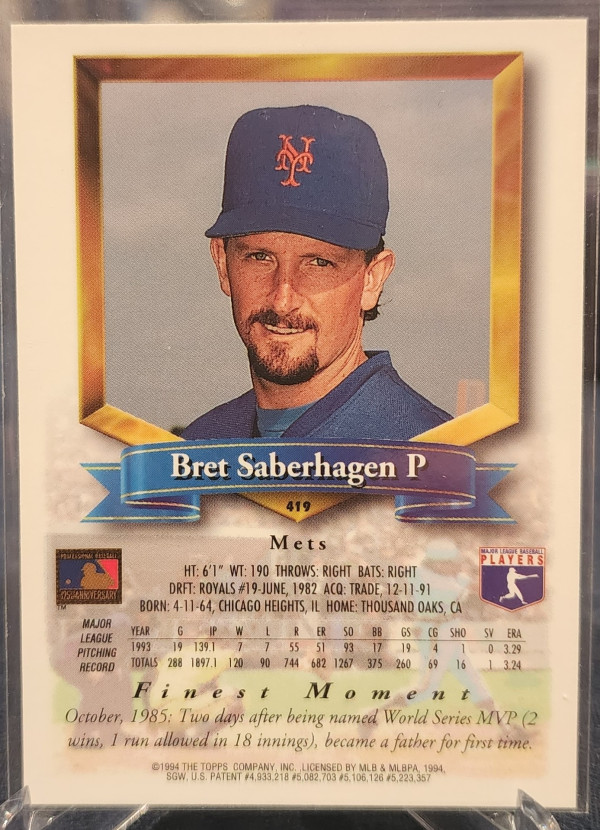 NY
Bret Saberhagen P
419
Mets
PROFESSIONAL BASEBALL
125th ANNIVERSARY
TM
MAJOR LEAGUE BASEBALL
PLAYERS
HT: 6'1" WT: 190 THROWS: RIGHT BATS: RIGHT
DRFT: ROYALS #19-JUNE, 1982 ACQ: TRADE, 12-11-91
BORN: 4-11-64, CHICAGO HEIGHTS, IL HOME: THOUSAND OAKS, CA
MAJOR LEAGUE PITCHING RECORD
YEAR G IP W L R ER SO BB GS CG SHO SV ERA
1993 19 139.1 7 7 55 51 93 17 19 4 1 0 3.29
TOTALS 288 1897.1 120 90 744 682 1267 375 260 69 16 1 3.24
Finest Moment
October, 1985: Two days after being named World Series MVP (2
wins, 1 run allowed in 18 innings), became a father for first time.
©1994 THE TOPPS COMPANY, INC. LICENSED BY MLB & MLBPA, 1994,
SGW, U.S. PATENT #4,933,218 #5,082,703 #5,106,126 #5,223,357